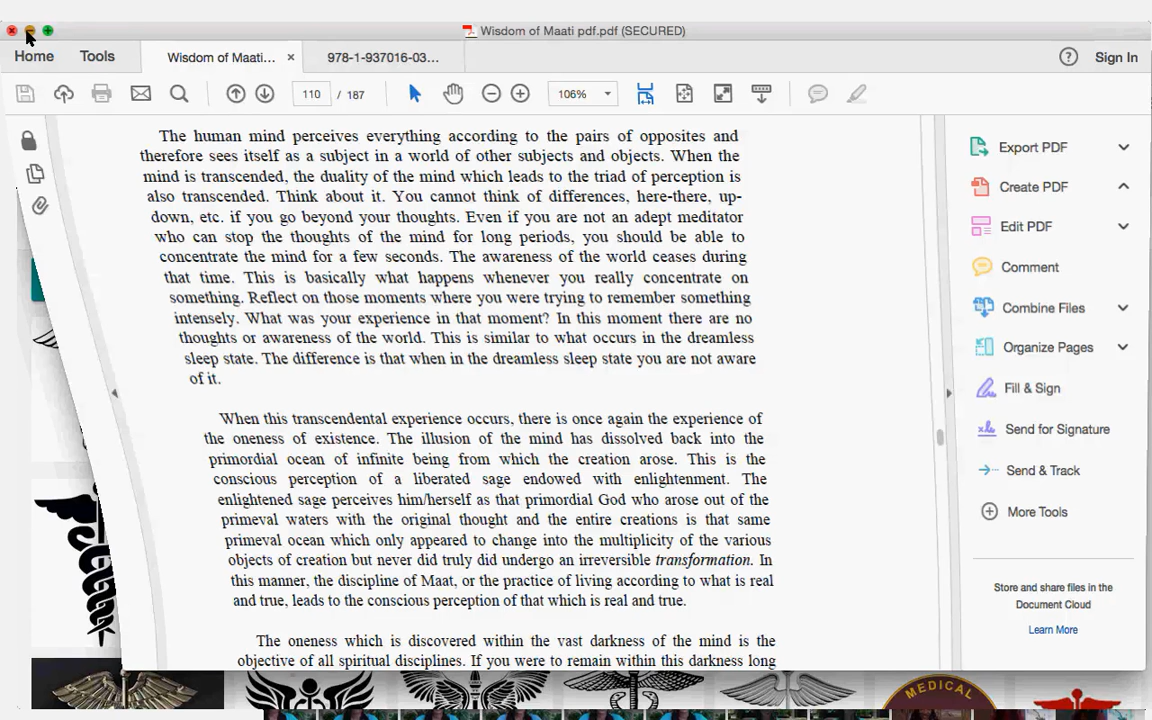 Wisdom of Maati pdf.pdf (SECURED)
Home Tools Wisdom of Maati... × 978-1-937016-03... ? Sign In
110 / 187 106%
The human mind perceives everything according to the pairs of opposites and
therefore sees itself as a subject in a world of other subjects and objects. When the
mind is transcended, the duality of the mind which leads to the triad of perception is
also transcended. Think about it. You cannot think of differences, here-there, up-
down, etc. if you go beyond your thoughts. Even if you are not an adept meditator
who can stop the thoughts of the mind for long periods, you should be able to
concentrate the mind for a few seconds. The awareness of the world ceases during
that time. This is basically what happens whenever you really concentrate on
something. Reflect on those moments where you were trying to remember something
intensely. What was your experience in that moment? In this moment there are no
thoughts or awareness of the world. This is similar to what occurs in the dreamless
sleep state. The difference is that when in the dreamless sleep state you are not aware
of it.
When this transcendental experience occurs, there is once again the experience of
the oneness of existence. The illusion of the mind has dissolved back into the
primordial ocean of infinite being from which the creation arose. This is the
conscious perception of a liberated sage endowed with enlightenment. The
enlightened sage perceives him/herself as that primordial God who arose out of the
primeval waters with the original thought and the entire creations is that same
primeval ocean which only appeared to change into the multiplicity of the various
objects of creation but never did truly did undergo an irreversible transformation. In
this manner, the discipline of Maat, or the practice of living according to what is real
and true, leads to the conscious perception of that which is real and true.
The oneness which is discovered within the vast darkness of the mind is the
objective of all spiritual disciplines. If you were to remain within this darkness long
Export PDF
Create PDF
Edit PDF
Comment
Combine Files
Organize Pages
Fill & Sign
Send for Signature
Send & Track
More Tools
Store and share files in the
Document Cloud
Learn More
MEDICAL